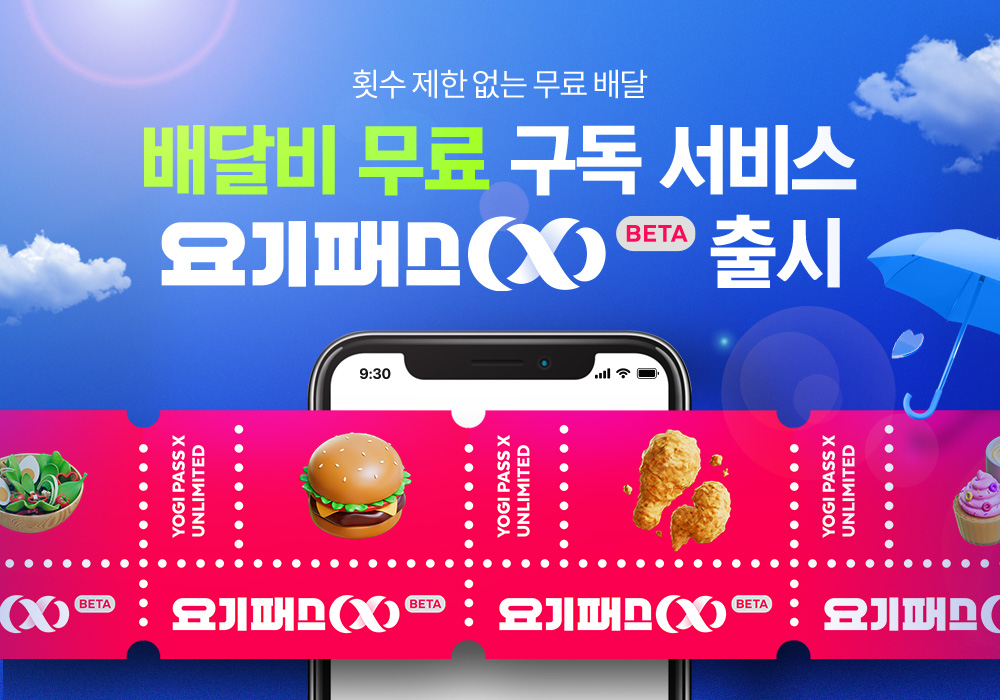 횟수 제한 없는 무료 배달
배달비 무료 구독 서비스
요기패스X BETA 출시
9:30
YOGI PASS X
UNLIMITED
YOGI PASS X
UNLIMITED
YOGI PASS X
UNLIMITED
X BETA
요기패스X BETA
요기패스X BETA
요기패스